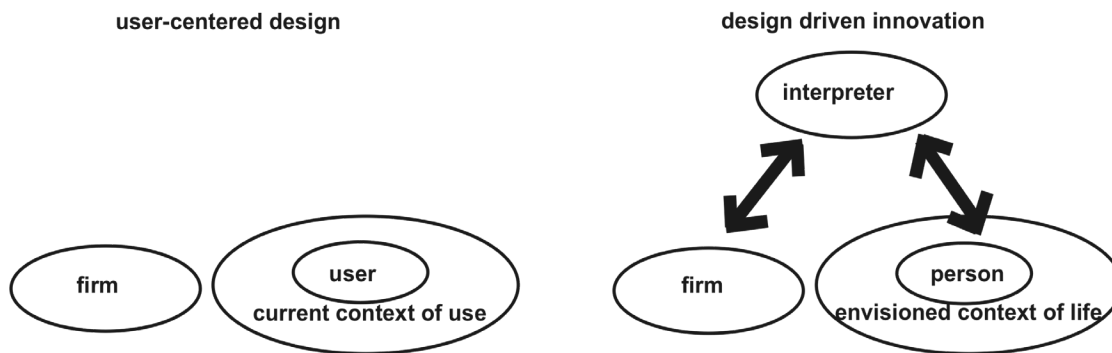 user-centered design
firm
user
current context of use
design driven innovation
interpreter
firm
person
envisioned context of life